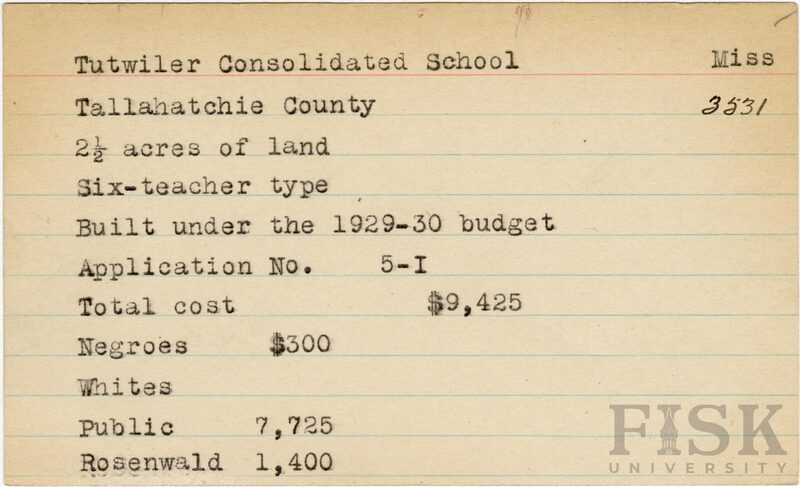 Tutwiler Consolidated School Miss
Tallahatchie County 3531
2½ acres of land
Six-teacher type
Built under the 1929-30 budget
Application No. 5-I
Total cost $9,425
Negroes $300
Whites
Public 7,725
Rosenwald 1,400
FISK
UNIVERSITY